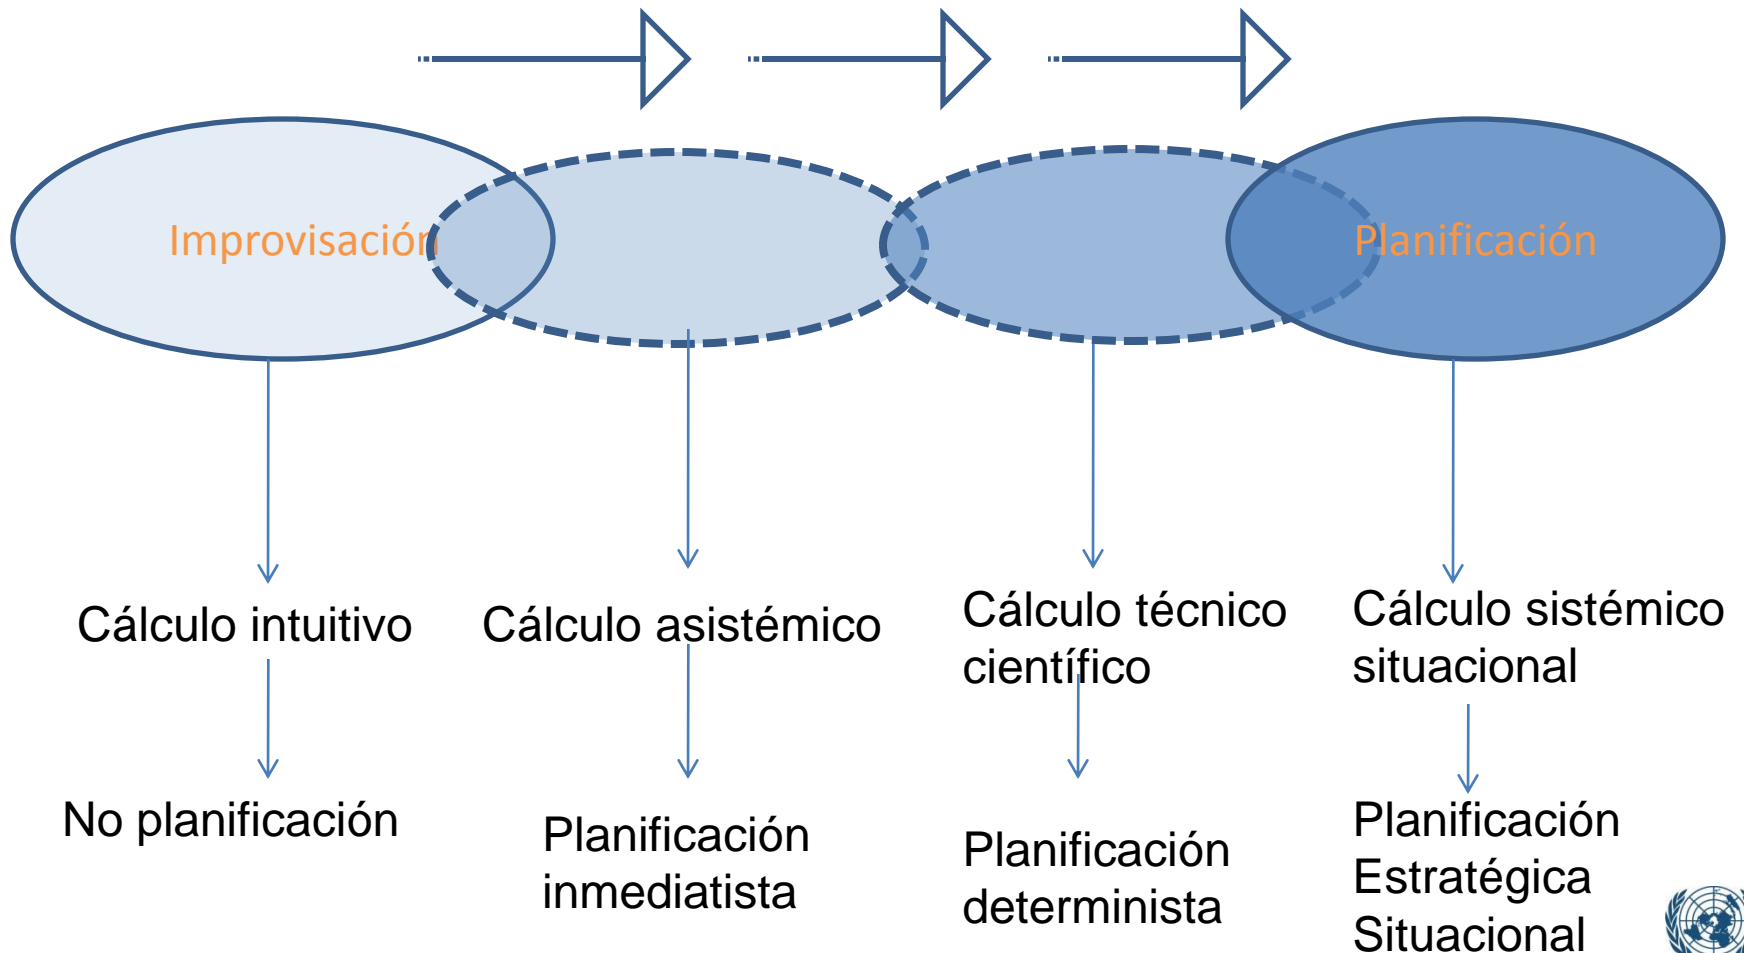 Improvisación
Planificación
Cálculo intuitivo
Cálculo asistémico
Cálculo técnico
científico
Cálculo sistémico
situacional
No planificación
Planificación
inmediatista
Planificación
determinista
Planificación
Estratégica
Situacional